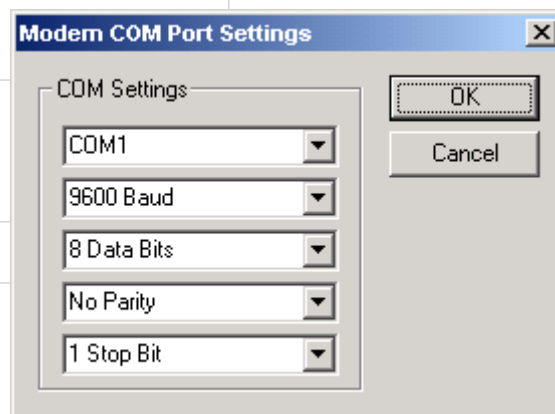 Modem COM Port Settings
COM Settings
OK
COM1
Cancel
9600 Baud
8 Data Bits
No Parity
1 Stop Bit